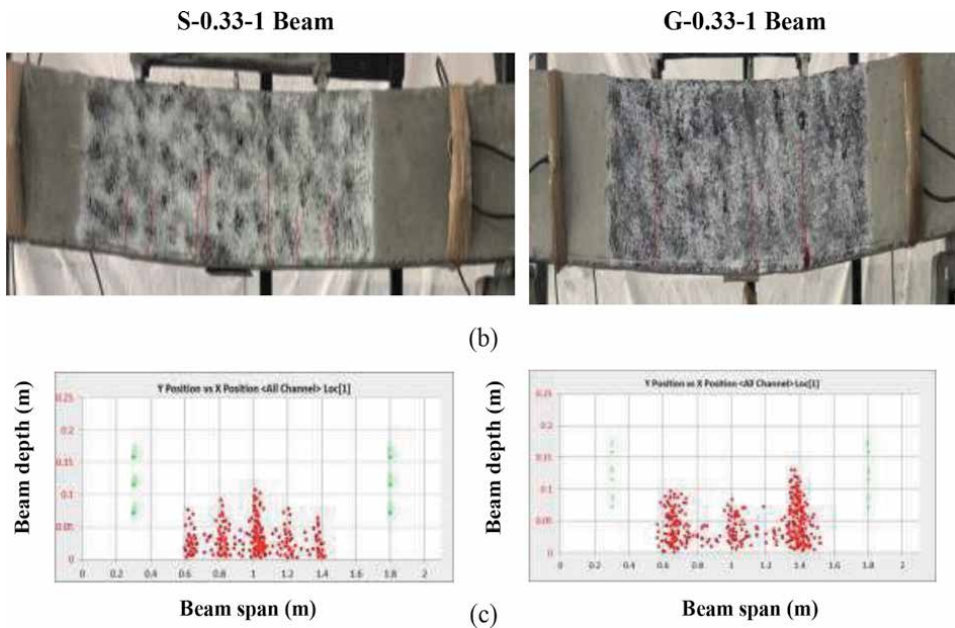 S-0.33-1 Beam
G-0.33-1 Beam
(b)
Y Position vs X Position <All Channel> Loc[1]
Beam depth (m)
0.25
0.2
0.15
0.1
0.05
0
0 0.2 0.4 0.6 0.8 1 1.2 1.4 1.6 1.8 2
Beam span (m)
Y Position vs X Position <All Channel> Loc[1]
Beam depth (m)
0.25
0.2
0.15
0.1
0.05
0
0 0.2 0.4 0.6 0.8 1 1.2 1.4 1.6 1.8 2
Beam span (m)
(c)